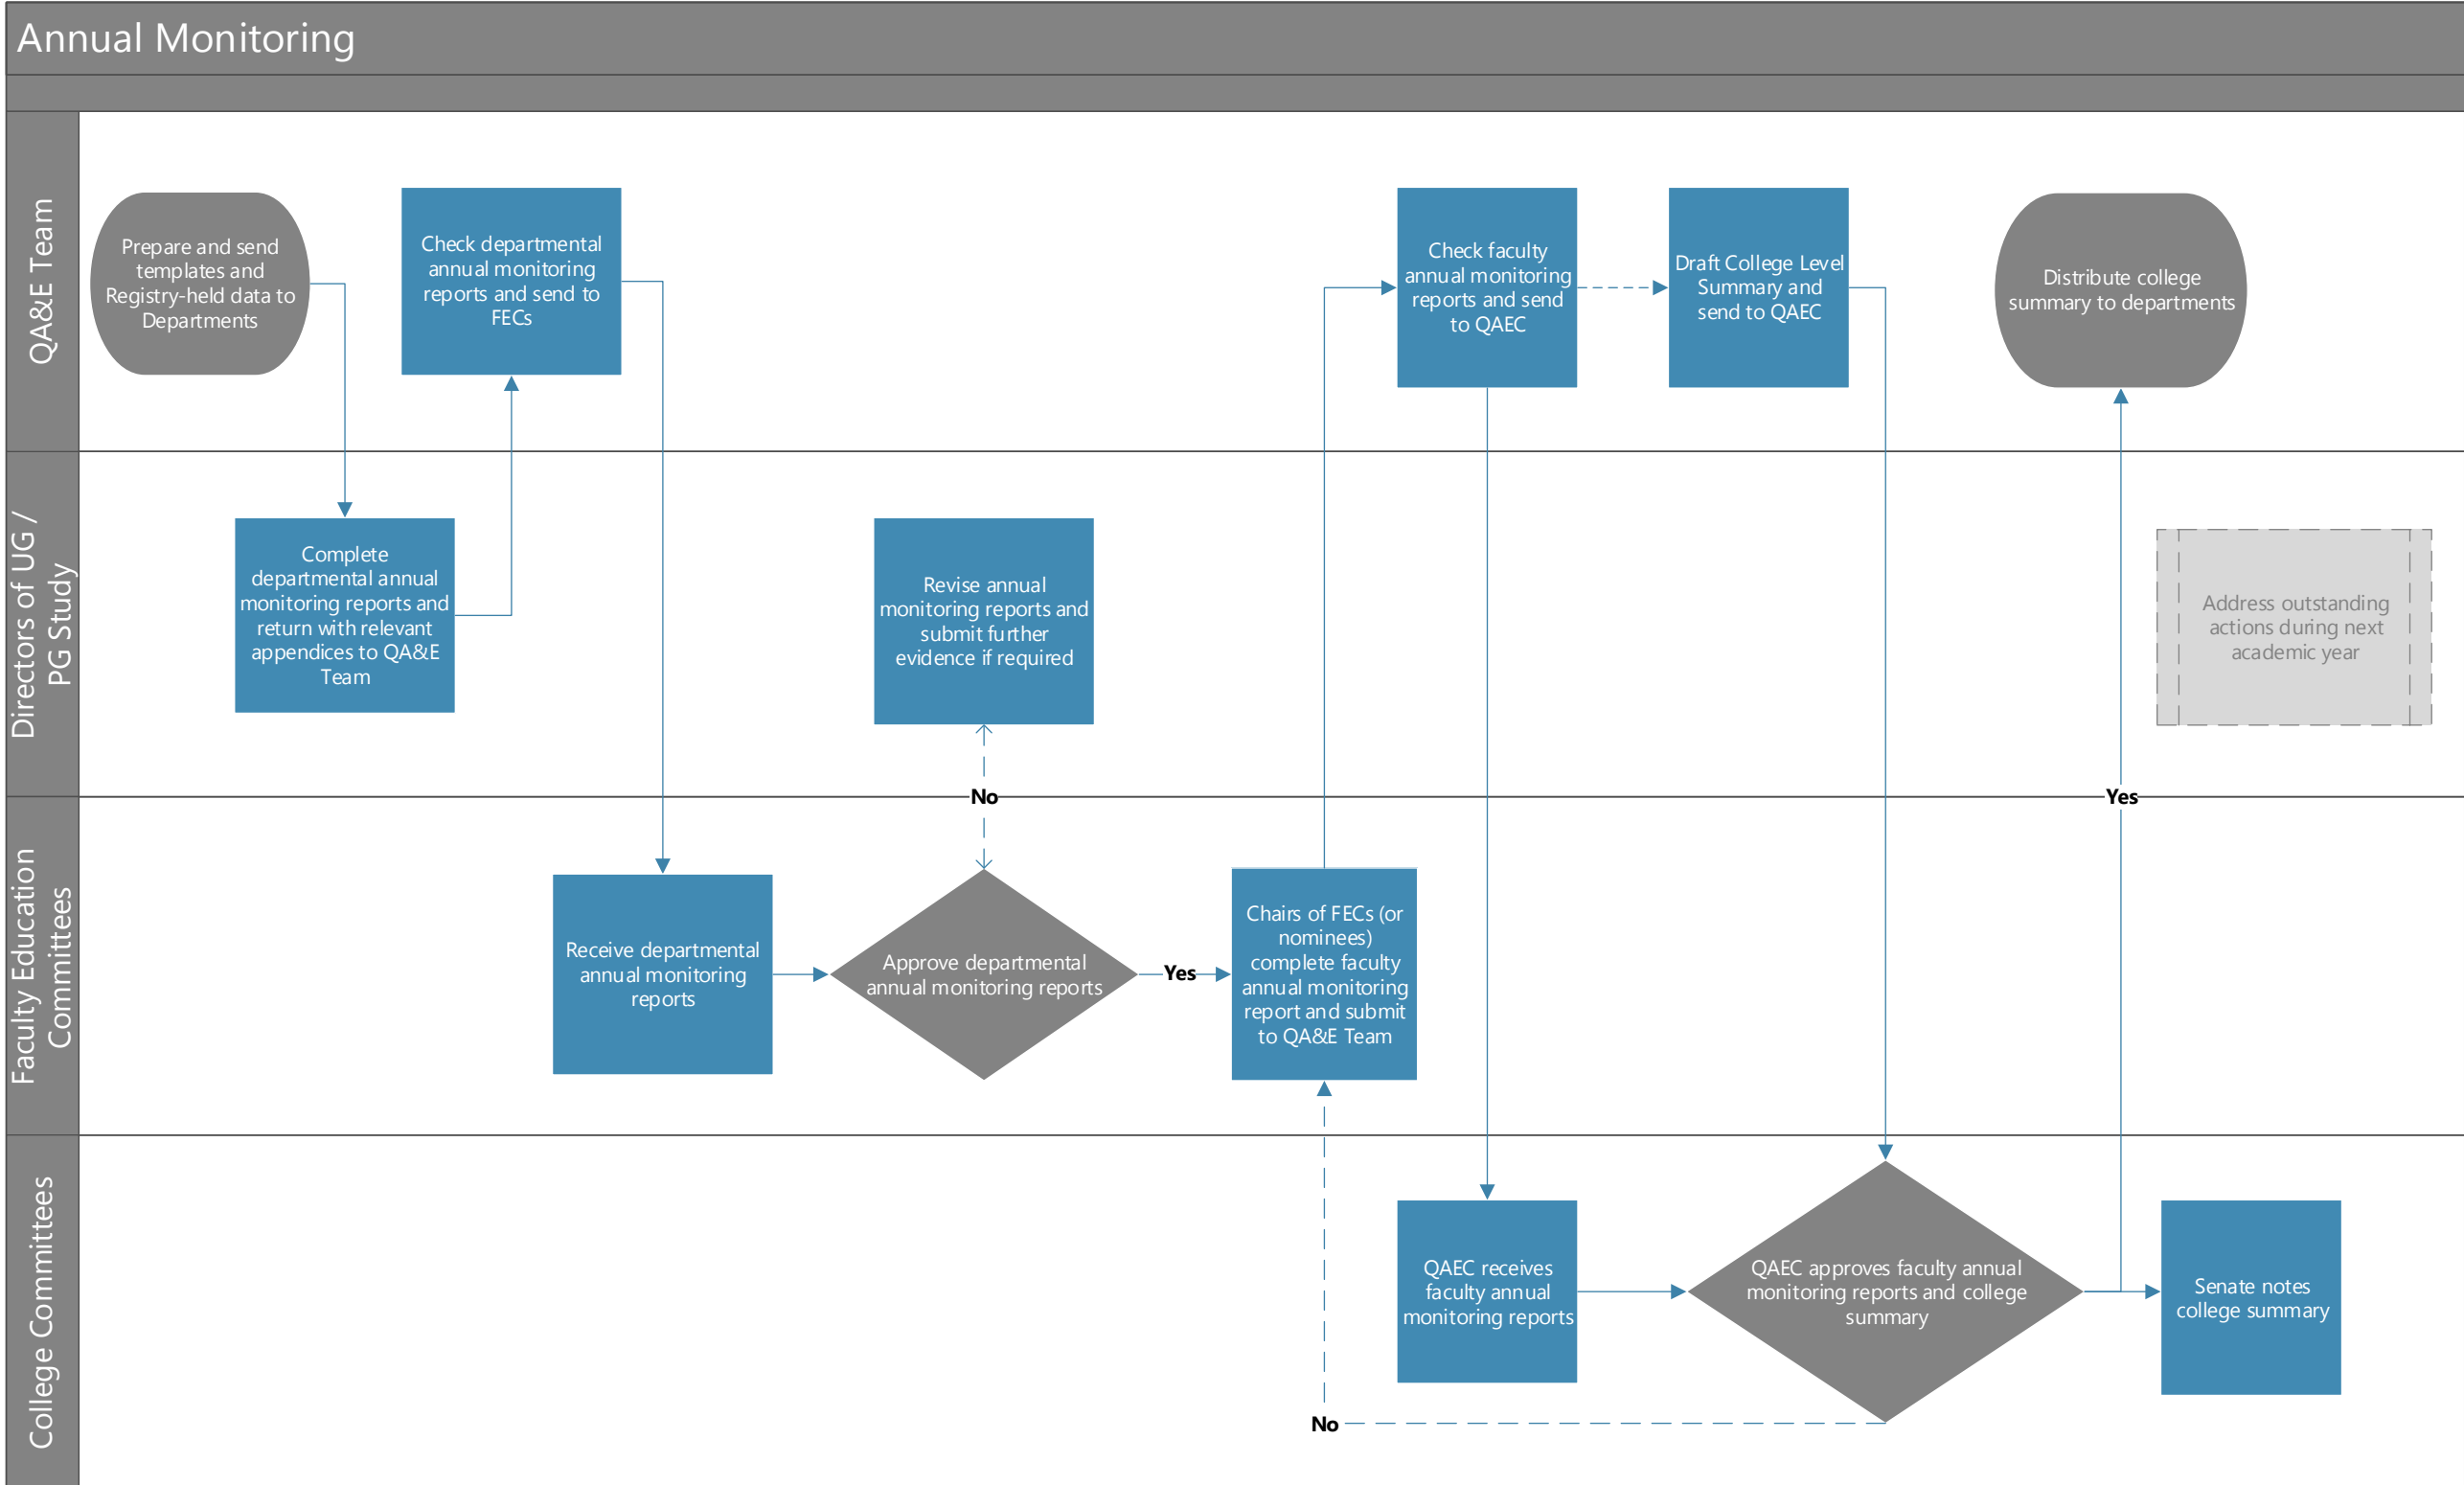 Annual Monitoring
QA&E Team
Prepare and send
templates and
Registry-held data to
Departments
Check departmental
annual monitoring
reports and send to
FECs
Check faculty
annual monitoring
reports and send
to QAEC
Draft College Level
Summary and
send to QAEC
Distribute college
summary to departments
Directors of UG /
PG Study
Complete
departmental annual
monitoring reports and
return with relevant
appendices to QA&E
Team
Revise annual
monitoring reports and
submit further
evidence if required
Address outstanding
actions during next
academic year
No
Yes
Faculty Education
Committees
Receive departmental
annual monitoring
reports
Approve departmental
annual monitoring reports
Yes
Chairs of FECs (or
nominees)
complete faculty
annual monitoring
report and submit
to QA&E Team
College Committees
QAEC receives
faculty annual
monitoring reports
QAEC approves faculty annual
monitoring reports and college
summary
Senate notes
college summary
No